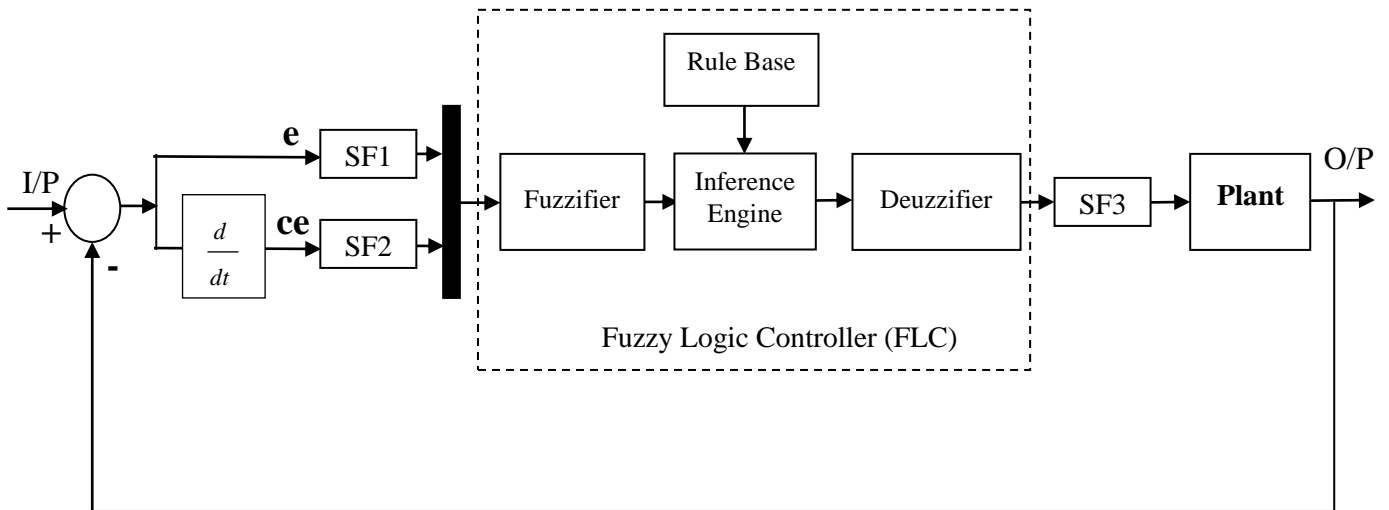 Rule Base
e
SF1
I/P
+
-
d
dt
ce
SF2
Fuzzifier
Inference
Engine
Deuzzifier
SF3
Plant
O/P
Fuzzy Logic Controller (FLC)